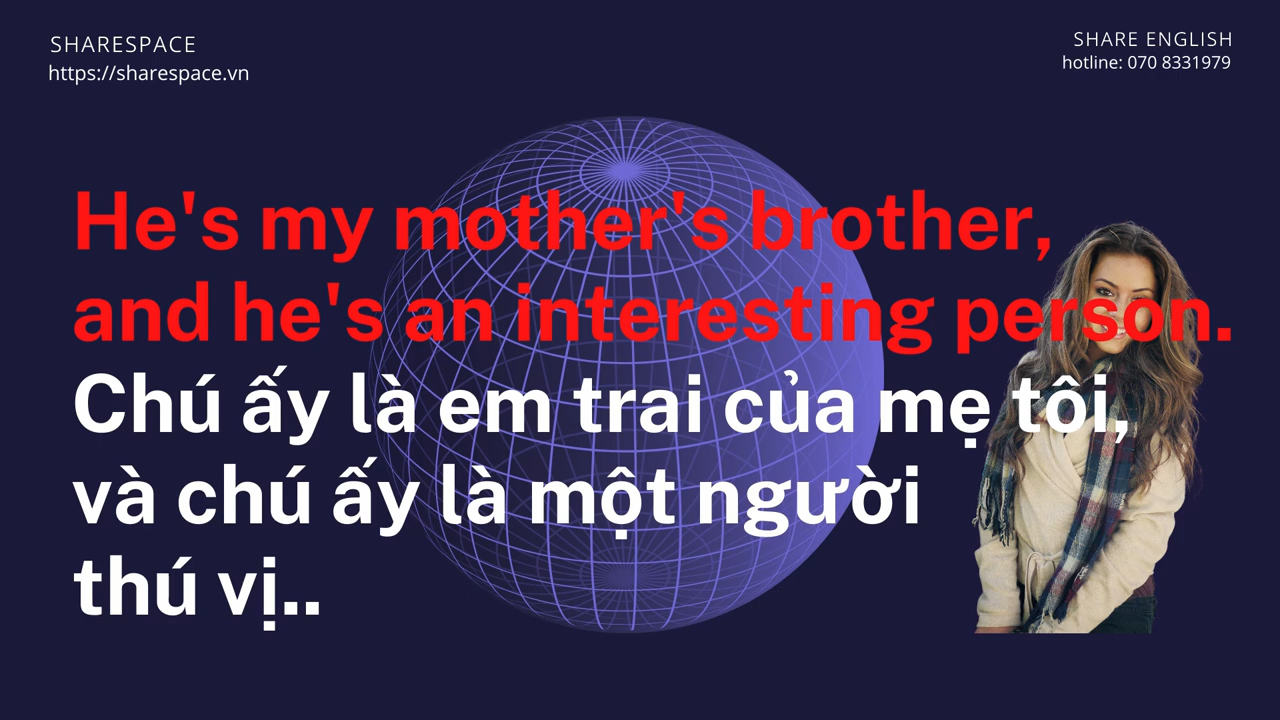 SHARESPACE
https://sharespace.vn
SHARE ENGLISH
hotline: 070 8331979
He's my mother's brother,
and he's an interesting person.
Chú ấy là em trai của mẹ tôi,
và chú ấy là một người
thú vị..